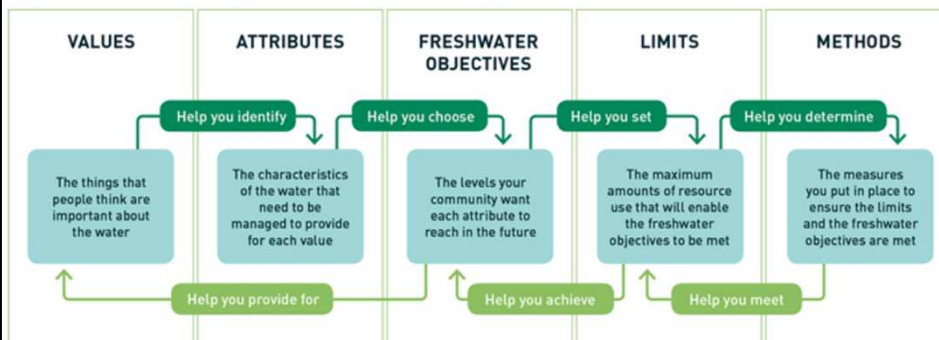 VALUES
ATTRIBUTES
FRESHWATER
OBJECTIVES
LIMITS
METHODS
Help you identify
Help you choose
Help you set
Help you determine
The things that
people think are
important about
the water
The characteristics
of the water that
need to be
managed to provide
for each value
The levels your
community want
each attribute to
reach in the future
The maximum
amounts of resource
use that will enable
the freshwater
objectives to be met
The measures
you put in place to
ensure the limits
and the freshwater
objectives are met
Help you provide for
Help you achieve
Help you meet